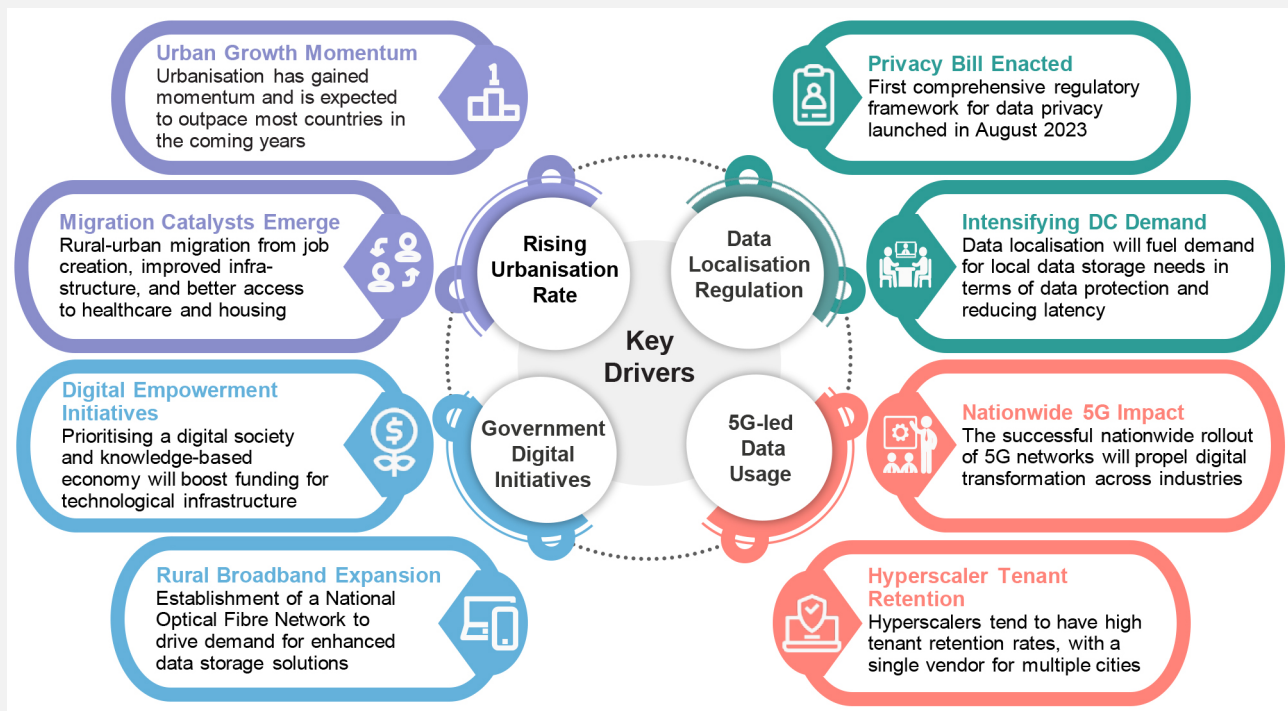 Urban Growth Momentum
Urbanisation has gained
momentum and is expected
to outpace most countries in
the coming years
Migration Catalysts Emerge
Rural-urban migration from job
creation, improved infra-
structure, and better access
to healthcare and housing
Digital Empowerment
Initiatives
Prioritising a digital society
and knowledge-based
economy will boost funding for
technological infrastructure
Rural Broadband Expansion
Establishment of a National
Optical Fibre Network to
drive demand for enhanced
data storage solutions
1
Rising
Urbanisation
Rate
Data
Localisation
Regulation
Key
Drivers
Government
Digital
Initiatives
$
5G-led
Data
Usage
Privacy Bill Enacted
First comprehensive regulatory
framework for data privacy
launched in August 2023
Intensifying DC Demand
Data localisation will fuel demand
for local data storage needs in
terms of data protection and
reducing latency
Nationwide 5G Impact
The successful nationwide rollout
of 5G networks will propel digital
transformation across industries
Hyperscaler Tenant
Retention
Hyperscalers tend to have high
tenant retention rates, with a
single vendor for multiple cities